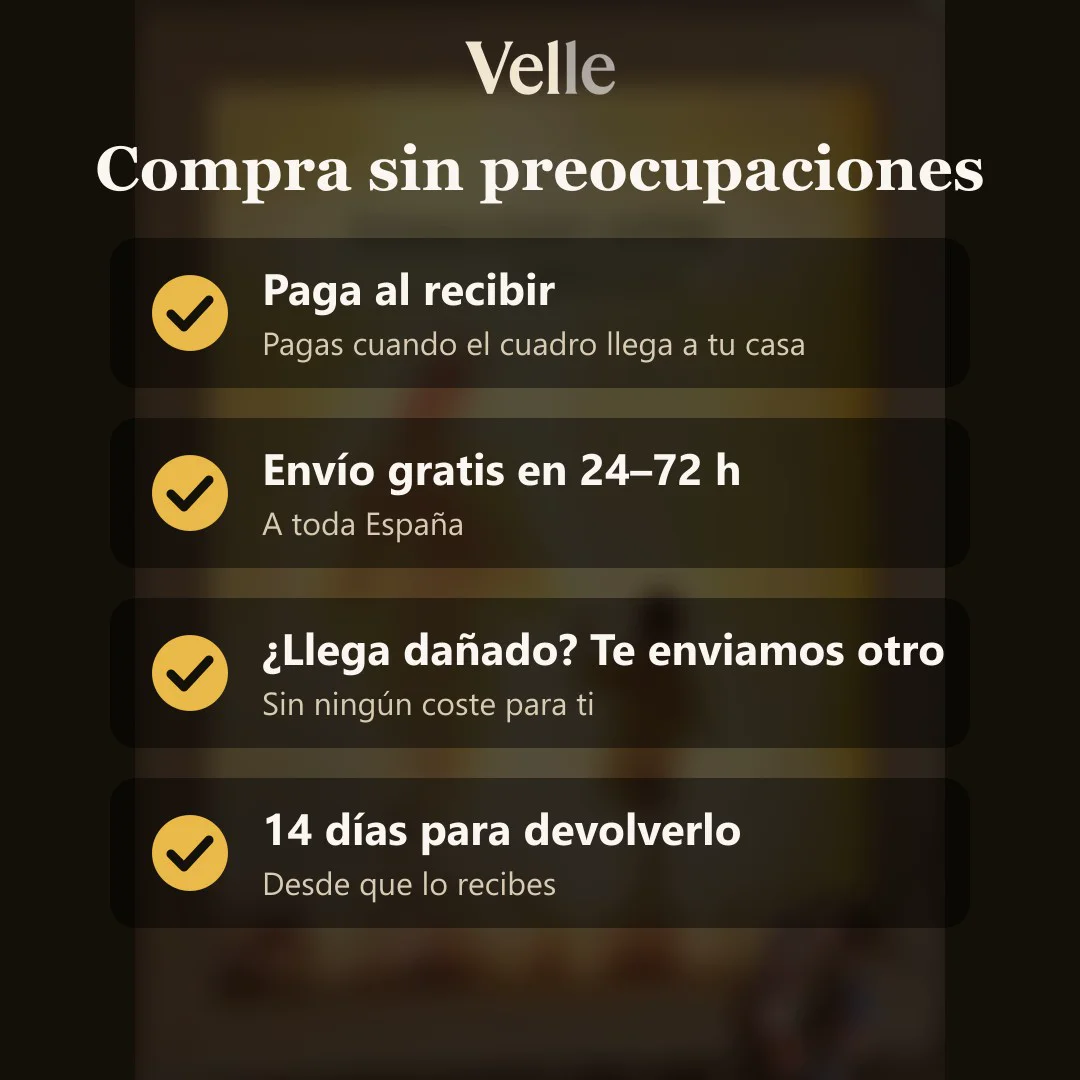 Velle
Compra sin preocupaciones
Paga al recibir
Pagas cuando el cuadro llega a tu casa
Envío gratis en 24–72 h
A toda España
¿Llega dañado? Te enviamos otro
Sin ningún coste para ti
14 días para devolverlo
Desde que lo recibes